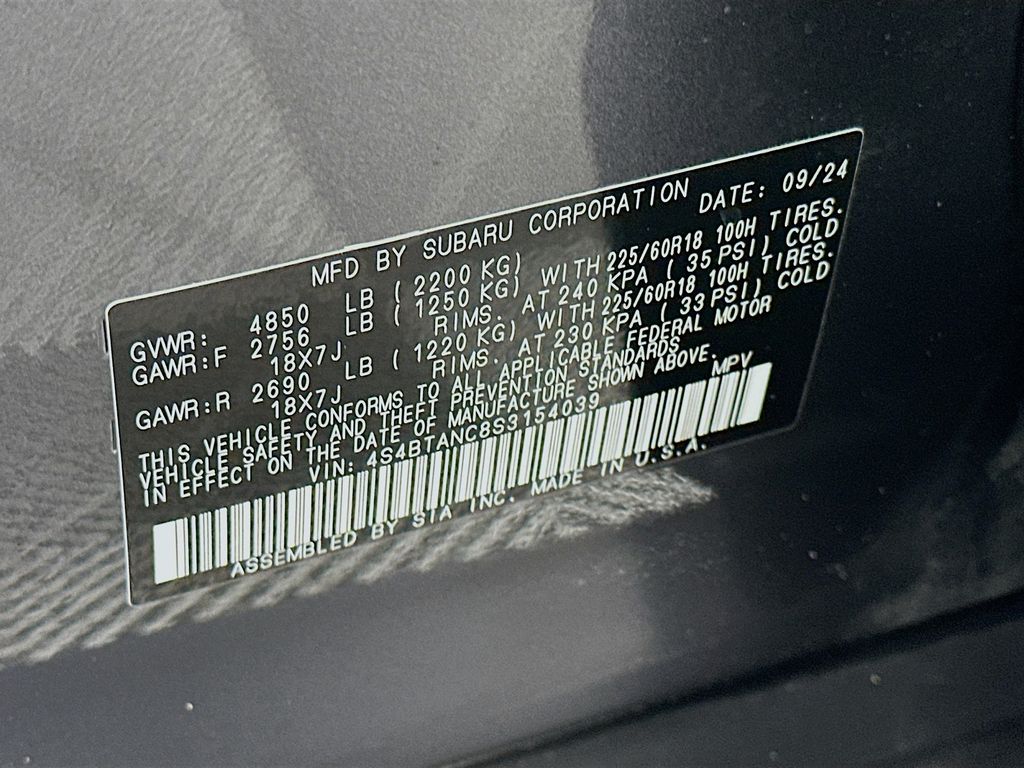 MFD BY SUBARU CORPORATION DATE: 09/24
GVWR: 4850 LB ( 2200 KG)
GAWR:F 2756 LB ( 1250 KG) WITH 225/60R18 100H TIRES.
18X7J RIMS. AT 240 KPA ( 35 PSI) COLD
GAWR:R 2690 LB ( 1220 KG) WITH 225/60R18 100H TIRES.
18X7J RIMS. AT 230 KPA ( 33 PSI) COLD
THIS VEHICLE CONFORMS TO ALL APPLICABLE FEDERAL MOTOR
VEHICLE SAFETY AND THEFT PREVENTION STANDARDS
IN EFFECT ON THE DATE OF MANUFACTURE SHOWN ABOVE.
VIN: 4S4BTANC8S3154039 MPV
ASSEMBLED BY SIA INC. MADE IN U.S.A.